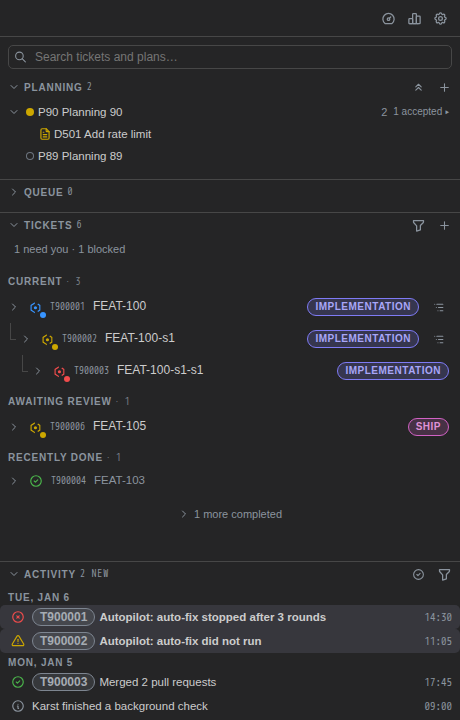 Search tickets and plans…
PLANNING 2
P90 Planning 90 2 1 accepted ▸
D501 Add rate limit
P89 Planning 89
QUEUE 0
TICKETS 6
1 need you · 1 blocked
CURRENT · 3
T900001 FEAT-100 IMPLEMENTATION
T900002 FEAT-100-s1 IMPLEMENTATION
T900003 FEAT-100-s1-s1 IMPLEMENTATION
AWAITING REVIEW · 1
T900006 FEAT-105 SHIP
RECENTLY DONE · 1
T900004 FEAT-103
1 more completed
ACTIVITY 2 NEW
TUE, JAN 6
T900001 Autopilot: auto-fix stopped after 3 rounds 14:30
T900002 Autopilot: auto-fix did not run 11:05
MON, JAN 5
T900003 Merged 2 pull requests 17:45
Karst finished a background check 09:00